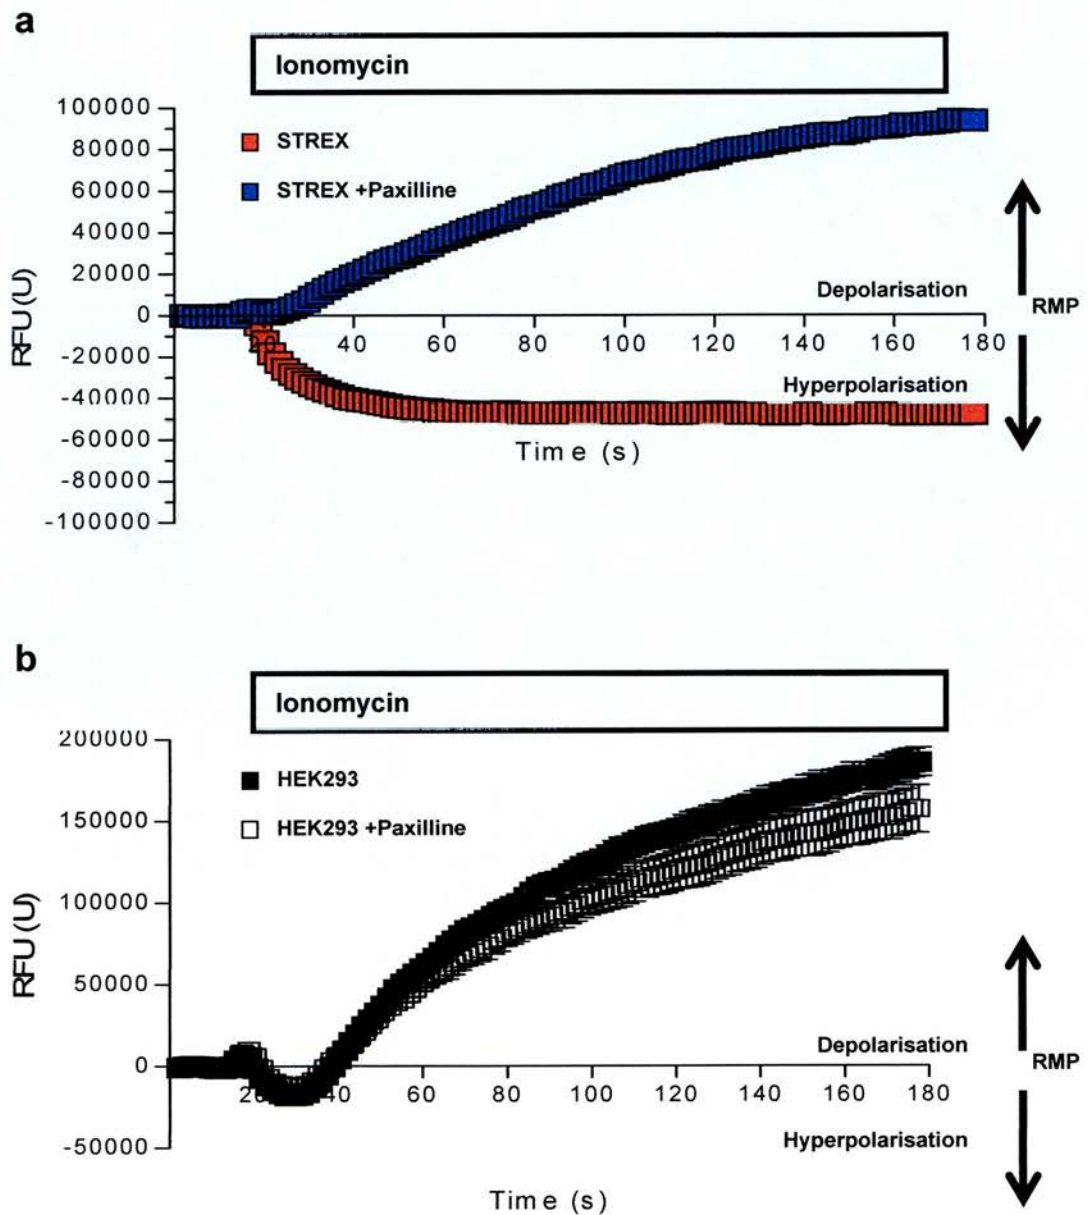 a
Ionomycin
100000
80000
60000
40000
20000
0
-20000
-40000
-60000
-80000
-100000
RFU (U)
STREX
STREX +Paxilline
Depolarisation
RMP
20 40 60 80 100 120 140 160 180
Hyperpolarisation
Time (s)
b
Ionomycin
200000
150000
100000
50000
0
-50000
RFU (U)
HEK293
HEK293 +Paxilline
Depolarisation
RMP
20 40 60 80 100 120 140 160 180
Hyperpolarisation
Time (s)